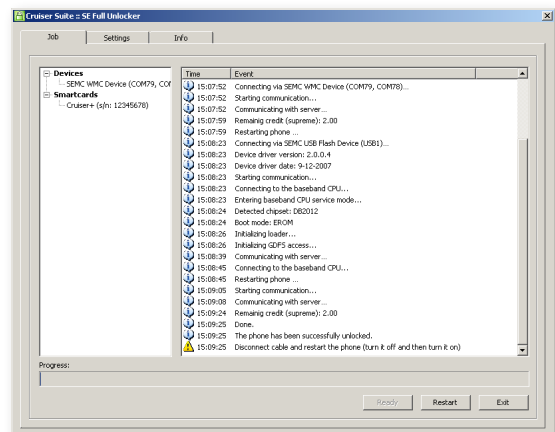 Cruiser Suite :: SE Full Unlocker
Job Settings Info
Devices
SEMC WMC Device (COM79, COM
Smartcards
Cruiser+ (s/n: 12345678)
Time Event
15:07:52 Connecting via SEMC WMC Device (COM79, COM78)...
15:07:52 Starting communication...
15:07:52 Communicating with server...
15:07:59 Remainig credit (supreme): 2.00
15:07:59 Restarting phone ...
15:08:23 Connecting via SEMC USB Flash Device (USB1)...
15:08:23 Device driver version: 2.0.0.4
15:08:23 Device driver date: 9-12-2007
15:08:23 Starting communication...
15:08:23 Connecting to the baseband CPU...
15:08:23 Entering baseband CPU service mode...
15:08:24 Detected chipset: DB2012
15:08:24 Boot mode: EROM
15:08:26 Initializing loader...
15:08:26 Initializing GDFS access...
15:08:39 Communicating with server...
15:08:45 Connecting to the baseband CPU...
15:08:45 Restarting phone ...
15:09:05 Starting communication...
15:09:08 Communicating with server...
15:09:24 Remainig credit (supreme): 2.00
15:09:25 Done.
15:09:25 The phone has been successfully unlocked.
15:09:25 Disconnect cable and restart the phone (turn it off and then turn it on)
Progress:
Ready Restart Exit